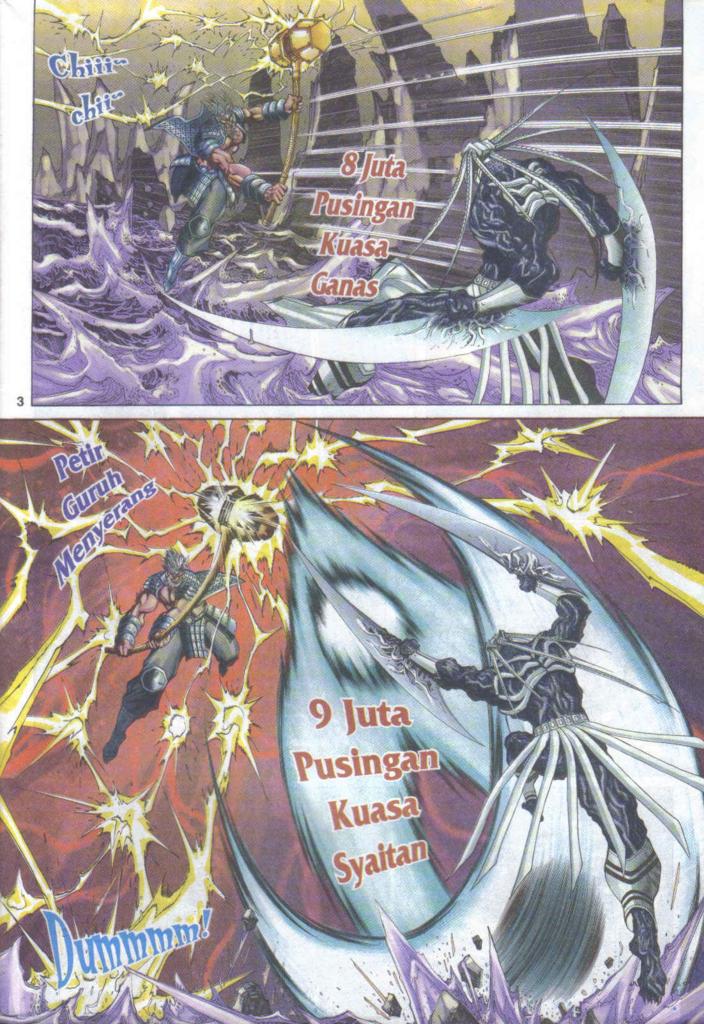 Chiii-
chii-
8 Juta
Pusingan
Kuasa
Ganas
3
Petir
Guruh
Menyerang
9 Juta
Pusingan
Kuasa
Syaitan
Dummmm!